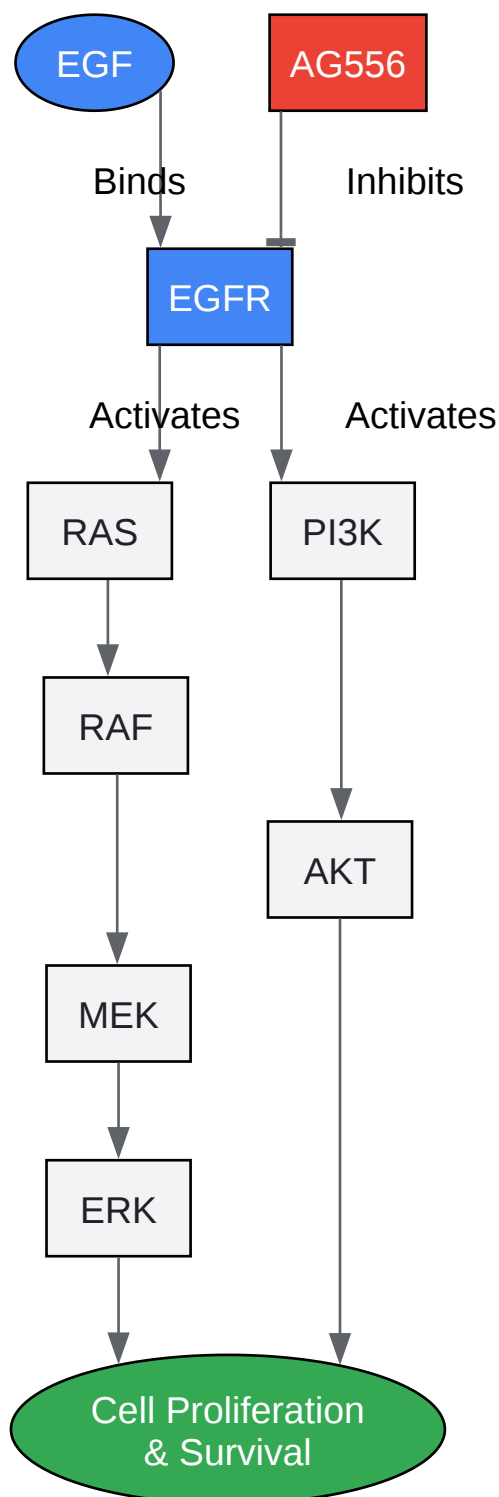 EGF
AG556
Binds
Inhibits
EGFR
Activates
Activates
RAS
PI3K
RAF
AKT
MEK
ERK
Cell Proliferation
& Survival